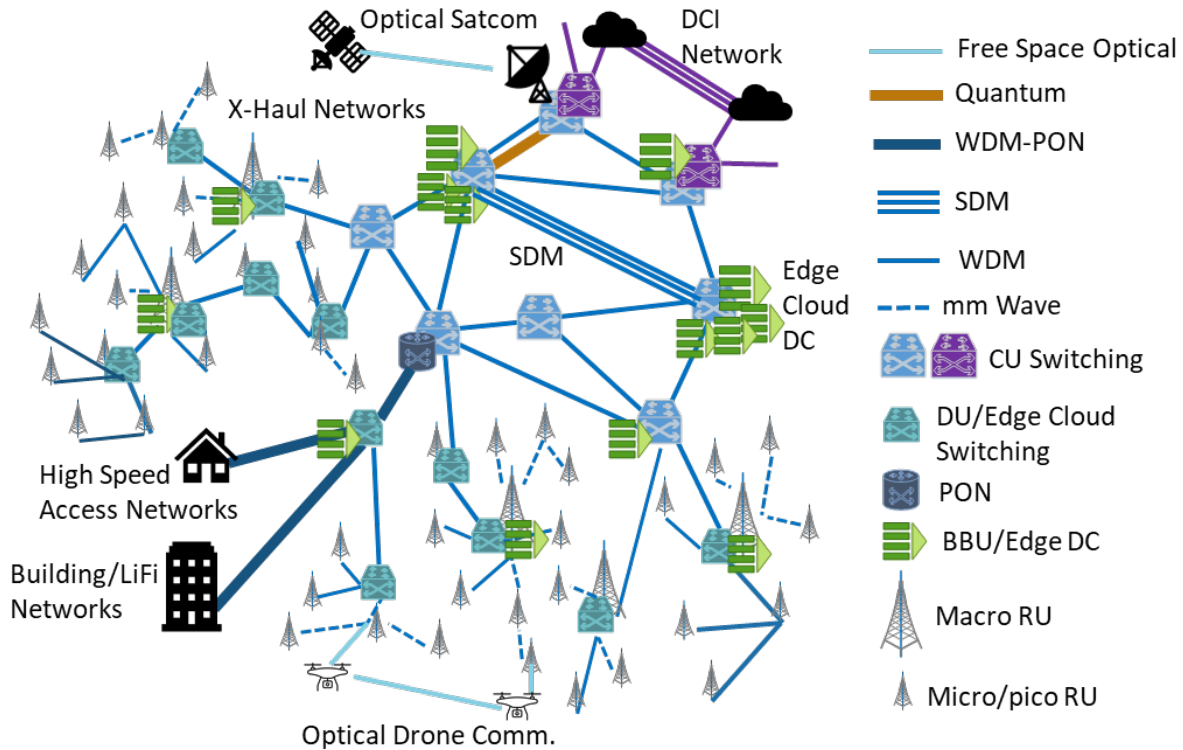 Optical Satcom
DCI
Network
X-Haul Networks
SDM
Edge
Cloud
DC
High Speed
Access Networks
Building/LiFi
Networks
Optical Drone Comm.
Free Space Optical
Quantum
WDM-PON
SDM
WDM
mm Wave
CU Switching
DU/Edge Cloud
Switching
PON
BBU/Edge DC
Macro RU
Micro/pico RU